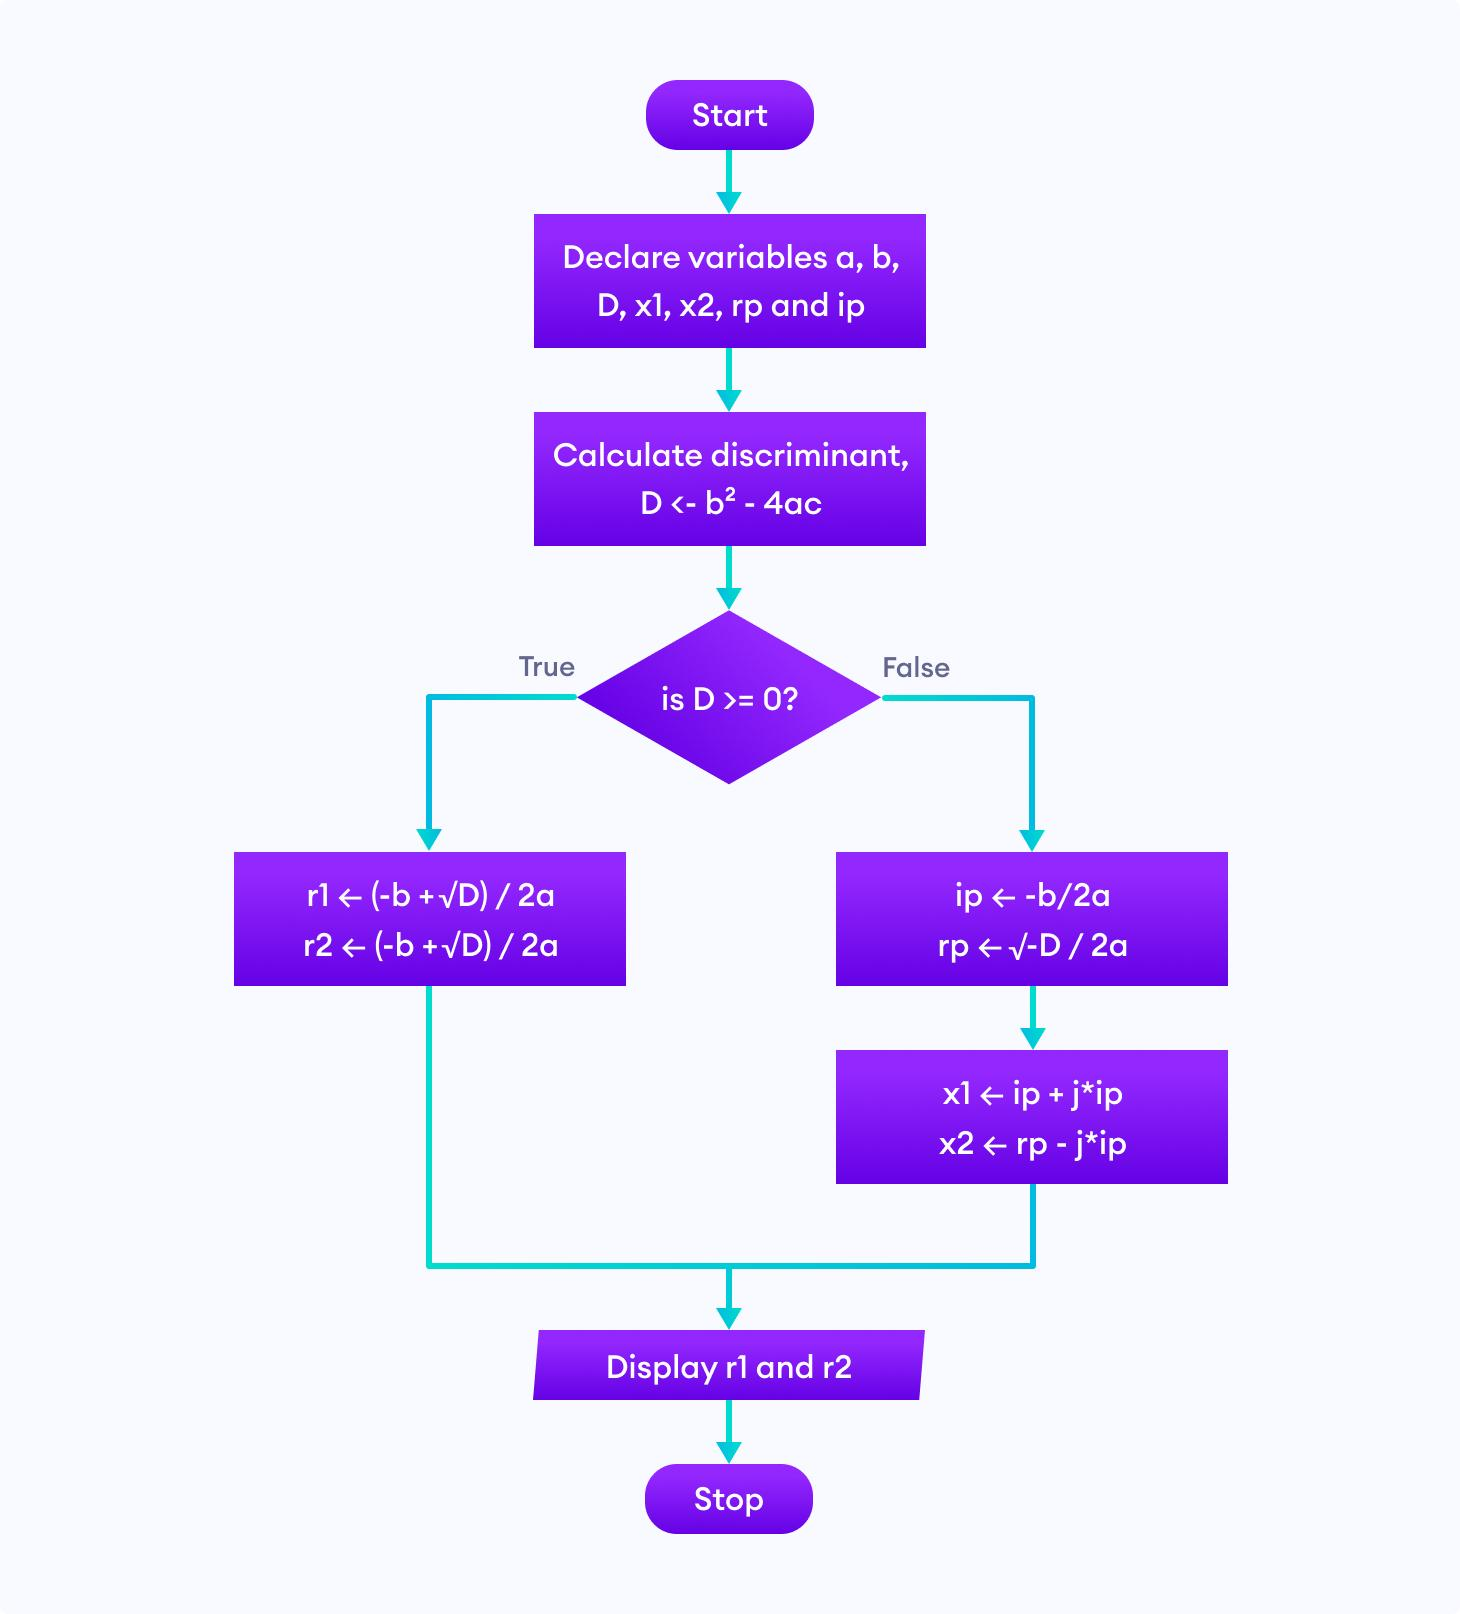 Start
Declare variables a, b,
D, x1, x2, rp and ip
Calculate discriminant,
D <- b² - 4ac
True
False
is D >= 0?
r1 ← (-b +√D) / 2a
r2 ← (-b +√D) / 2a
ip ← -b/2a
rp ← √-D / 2a
x1 ← ip + j*ip
x2 ← rp - j*ip
Display r1 and r2
Stop